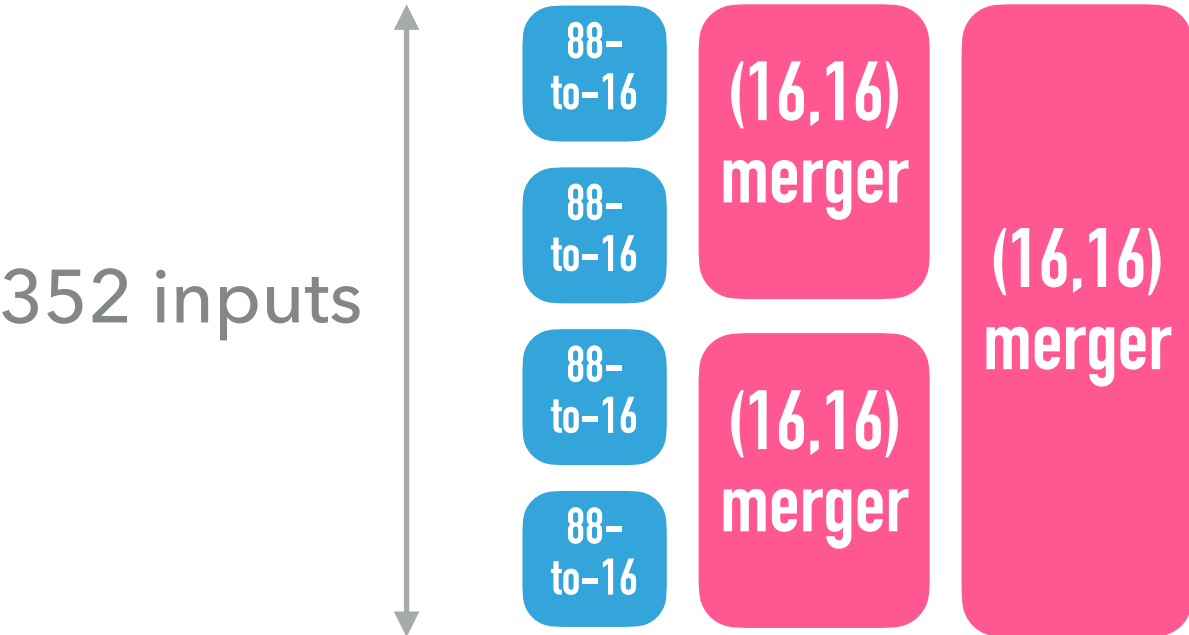 352 inputs
88-
to-16
88-
to-16
88-
to-16
88-
to-16
(16,16)
merger
(16,16)
merger
(16,16)
merger